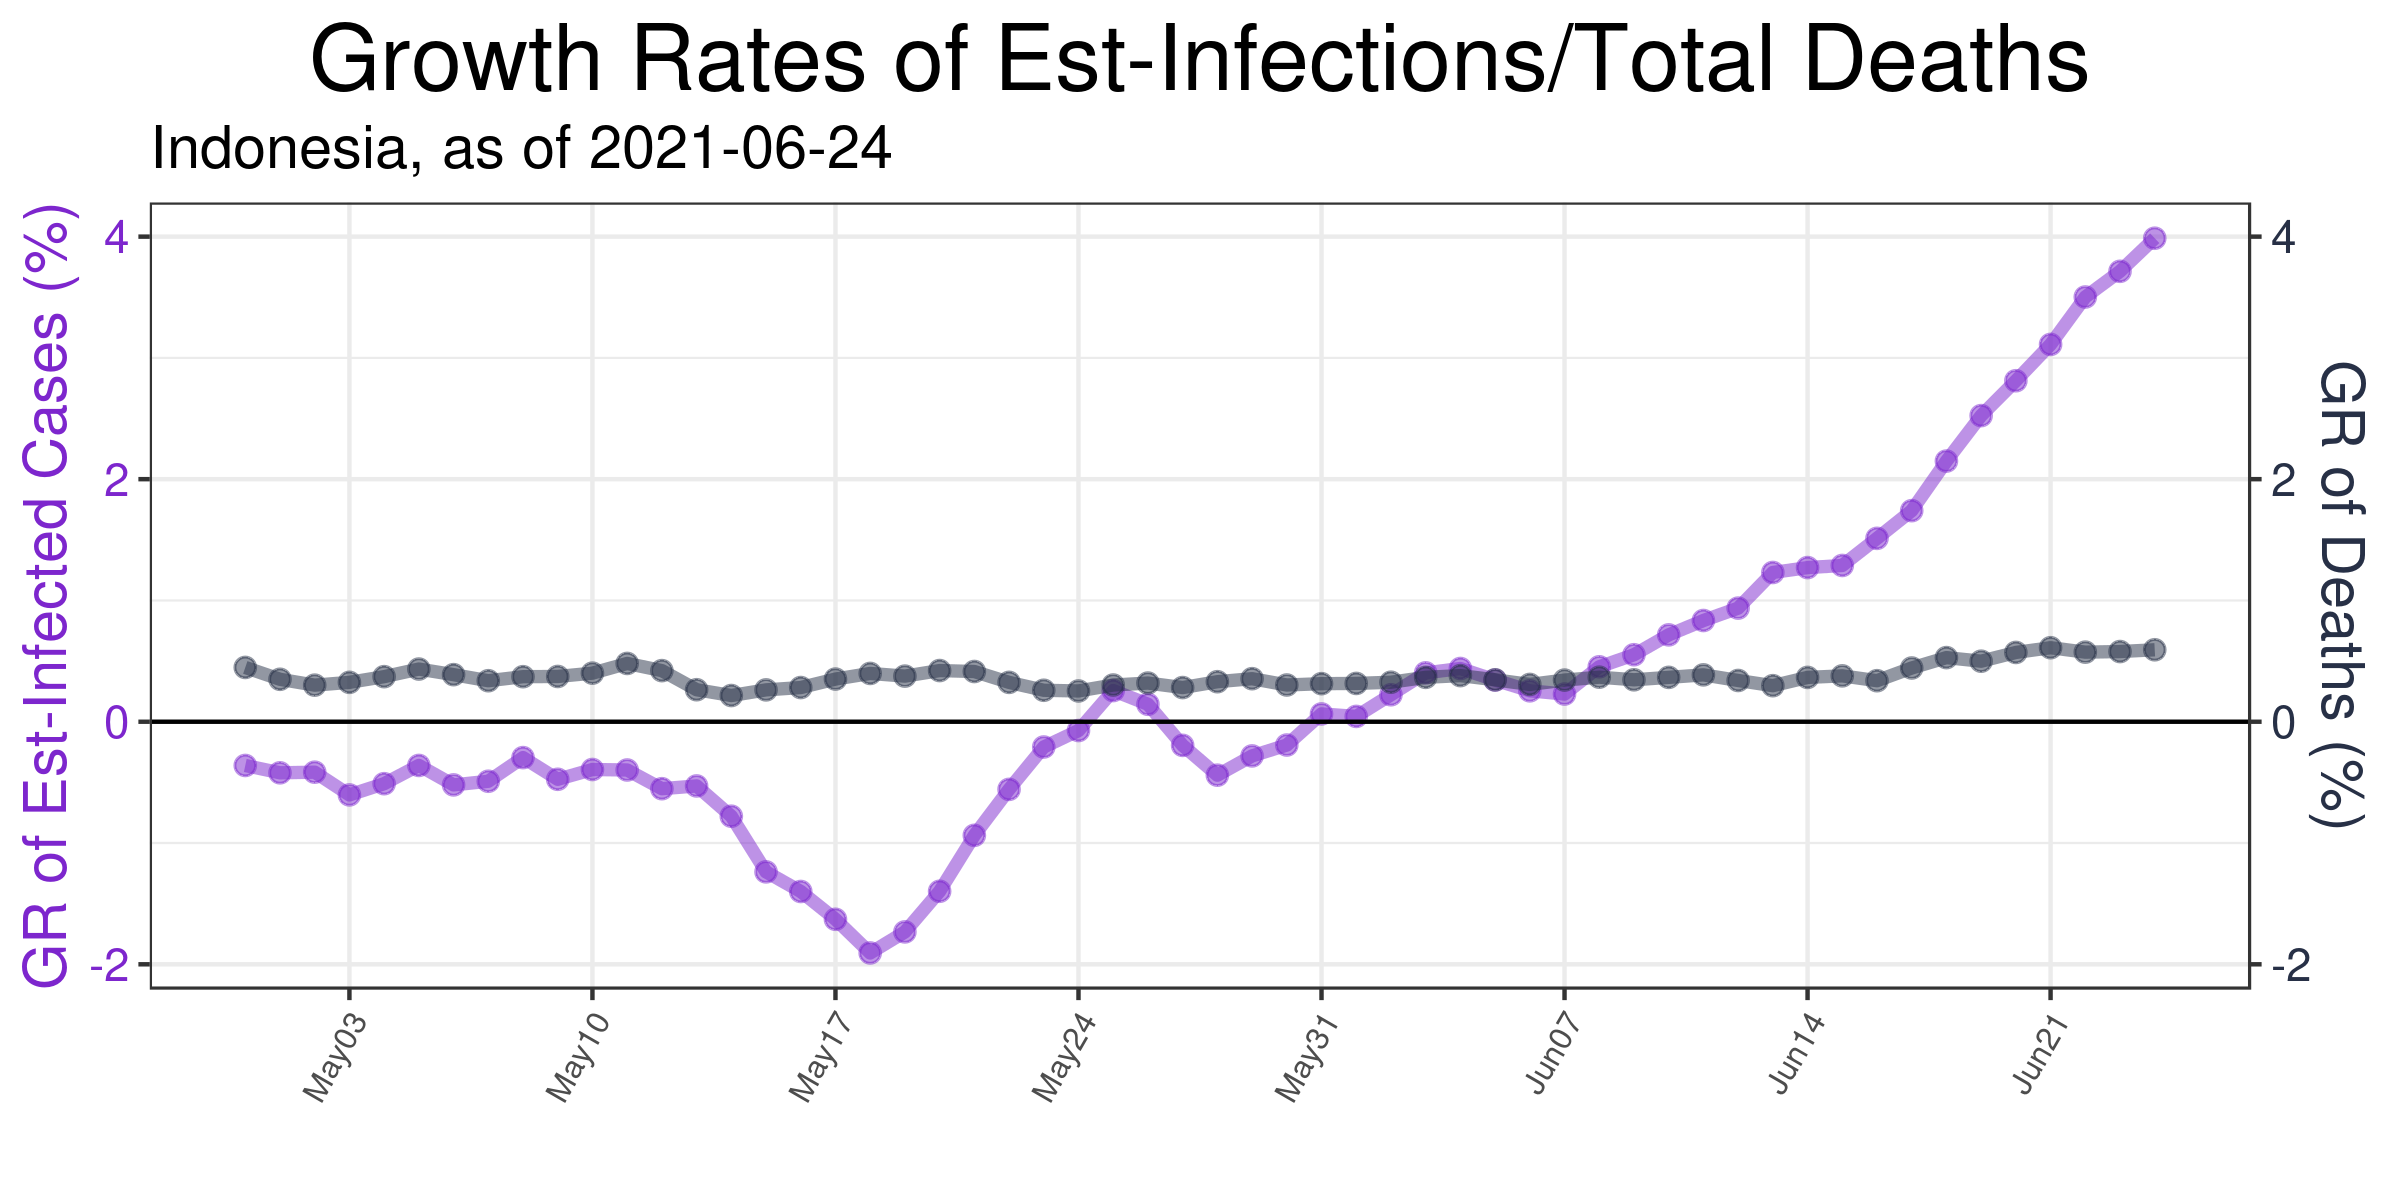 Growth Rates of Est-Infections/Total Deaths
Indonesia, as of 2021-06-24
GR of Est-Infected Cases (%)
4
2
0
-2
4
2
0
-2
GR of Deaths (%)
May03
May10
May17
May24
May31
Jun07
Jun14
Jun21